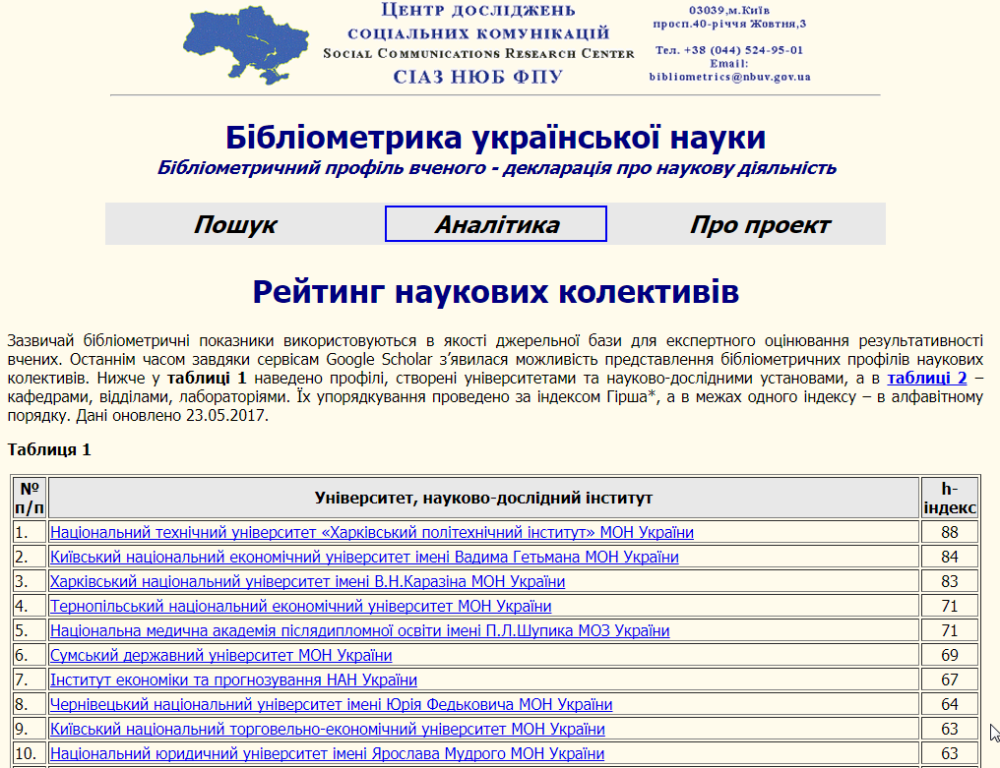 Центр досліджень
соціальних комунікацій
Social Communications Research Center
СІАЗ НЮБ ФПУ
03039,м.Київ
просп.40-річчя Жовтня,3
Тел. +38 (044) 524-95-01
Email:
bibliometrics@nbuv.gov.ua
Бібліометрика української науки
Бібліометричний профіль вченого - декларація про наукову діяльність
Пошук Аналітика Про проект
Рейтинг наукових колективів
Зазвичай бібліометричні показники використовуються в якості джерельної бази для експертного оцінювання результативності
вчених. Останнім часом завдяки сервісам Google Scholar з’явилася можливість представлення бібліометричних профілів наукових
колективів. Нижче у таблиці 1 наведено профілі, створені університетами та науково-дослідними установами, а в таблиці 2 –
кафедрами, відділами, лабораторіями. Їх упорядкування проведено за індексом Гірша*, а в межах одного індексу – в алфавітному
порядку. Дані оновлено 23.05.2017.
Таблиця 1
№ п/п Університет, науково-дослідний інститут h-індекс
1. Національний технічний університет «Харківський політехнічний інститут» МОН України 88
2. Київський національний економічний університет імені Вадима Гетьмана МОН України 84
3. Харківський національний університет імені В.Н.Каразіна МОН України 83
4. Тернопільський національний економічний університет МОН України 71
5. Національна медична академія післядипломної освіти імені П.Л.Шупика МОЗ України 71
6. Сумський державний університет МОН України 69
7. Інститут економіки та прогнозування НАН України 67
8. Чернівецький національний університет імені Юрія Федьковича МОН України 64
9. Київський національний торговельно-економічний університет МОН України 63
10. Національний юридичний університет імені Ярослава Мудрого МОН України 63